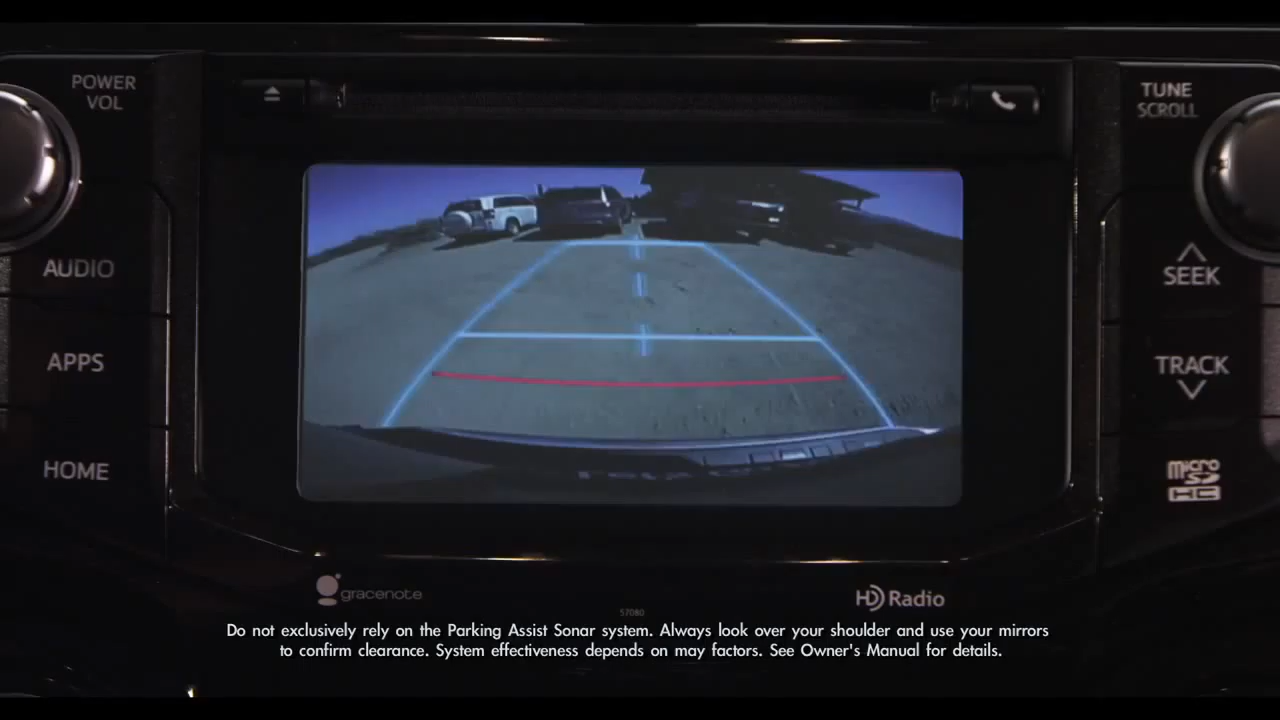 POWER
VOL
TUNE
SCROLL
AUDIO
SEEK
APPS
TRACK
HOME
micro
SD
HC
gracenote
HD Radio
57080
Do not exclusively rely on the Parking Assist Sonar system. Always look over your shoulder and use your mirrors
to confirm clearance. System effectiveness depends on may factors. See Owner's Manual for details.